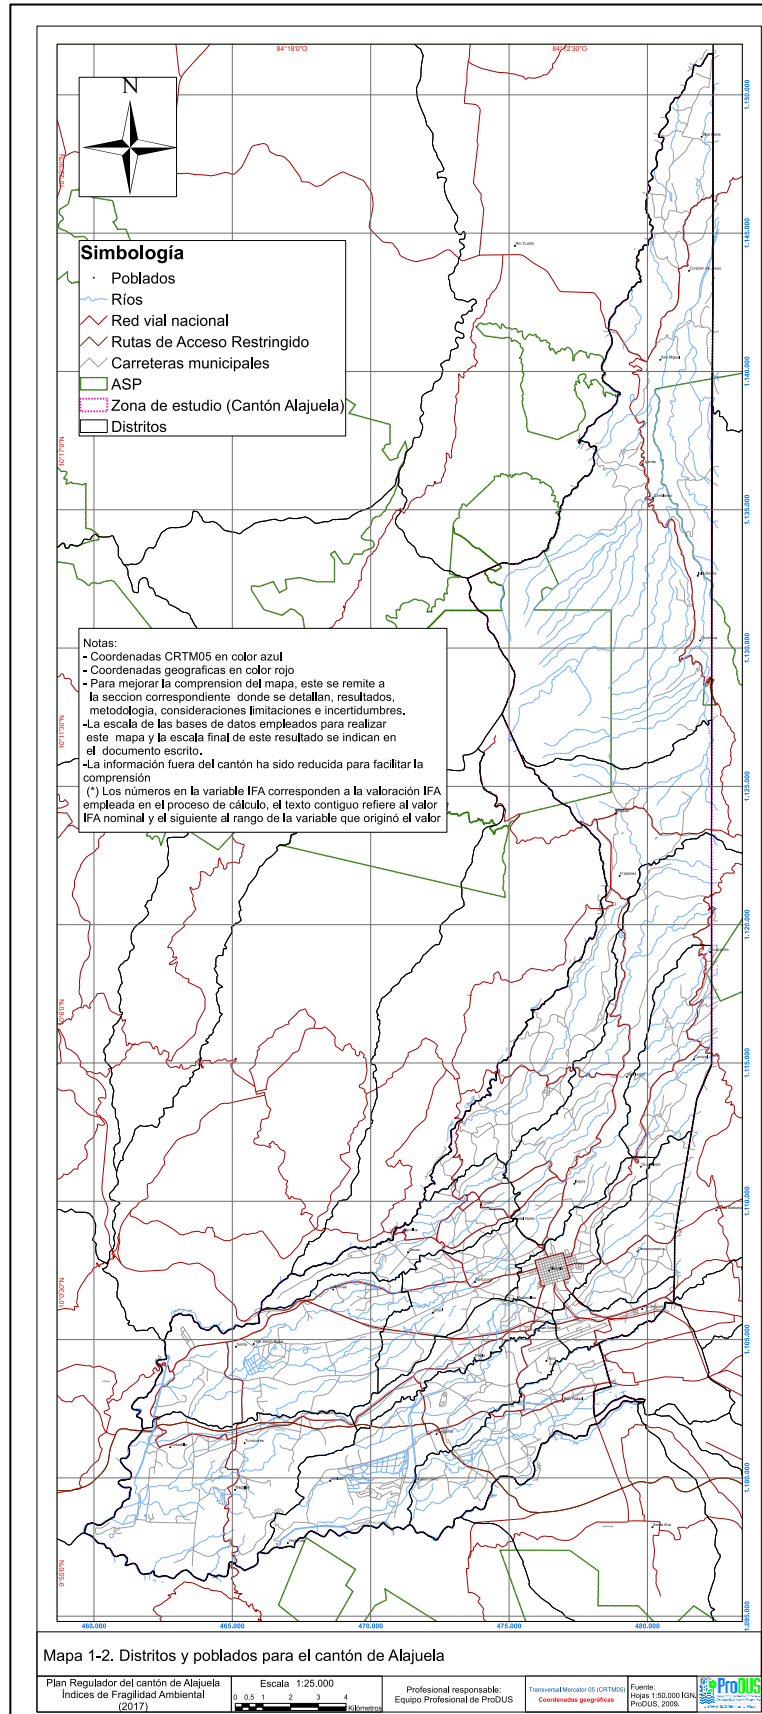 84°18'0"O
84°12'30"O
N
Simbología
Poblados
Ríos
Red vial nacional
Rutas de Acceso Restringido
Carreteras municipales
ASP
Zona de estudio (Cantón Alajuela)
Distritos
Río Cuarto
San Miguel
1.150.000
1.145.000
1.140.000
1.135.000
1.130.000
1.125.000
1.120.000
1.115.000
1.110.000
1.105.000
1.100.000
1.095.000
10°17'0"N
10°11'30"N
10°6'0"N
10°0'30"N
9°55'0"N
Notas:
- Coordenadas CRTM05 en color azul
- Coordenadas geograficas en color rojo
- Para mejorar la comprension del mapa, este se remite a
la seccion correspondiente donde se detallan, resultados,
metodologia, consideraciones limitaciones e incertidumbres.
-La escala de las bases de datos empleados para realizar
este mapa y la escala final de este resultado se indican en
el documento escrito.
-La información fuera del cantón ha sido reducida para facilitar la
comprensión
(*) Los números en la variable IFA corresponden a la valoración IFA
empleada en el proceso de cálculo, el texto contiguo refiere al valor
IFA nominal y el siguiente al rango de la variable que originó el valor
Fraijanes
Desamparados
San Rafael
Turrúcares
Santa Ana
460.000
465.000
470.000
475.000
480.000
Mapa 1-2. Distritos y poblados para el cantón de Alajuela
Plan Regulador del cantón de Alajuela
Índices de Fragilidad Ambiental
(2017)
Escala 1:25.000
0 0,5 1 2 3 4
Kilómetros
Profesional responsable:
Equipo Profesional de ProDUS
Transversal Mercator 05 (CRTM05)
Coordenadas geográficas
Fuente:
Hojas 1:50.000 IGN,
ProDUS, 2009.
ProDUS